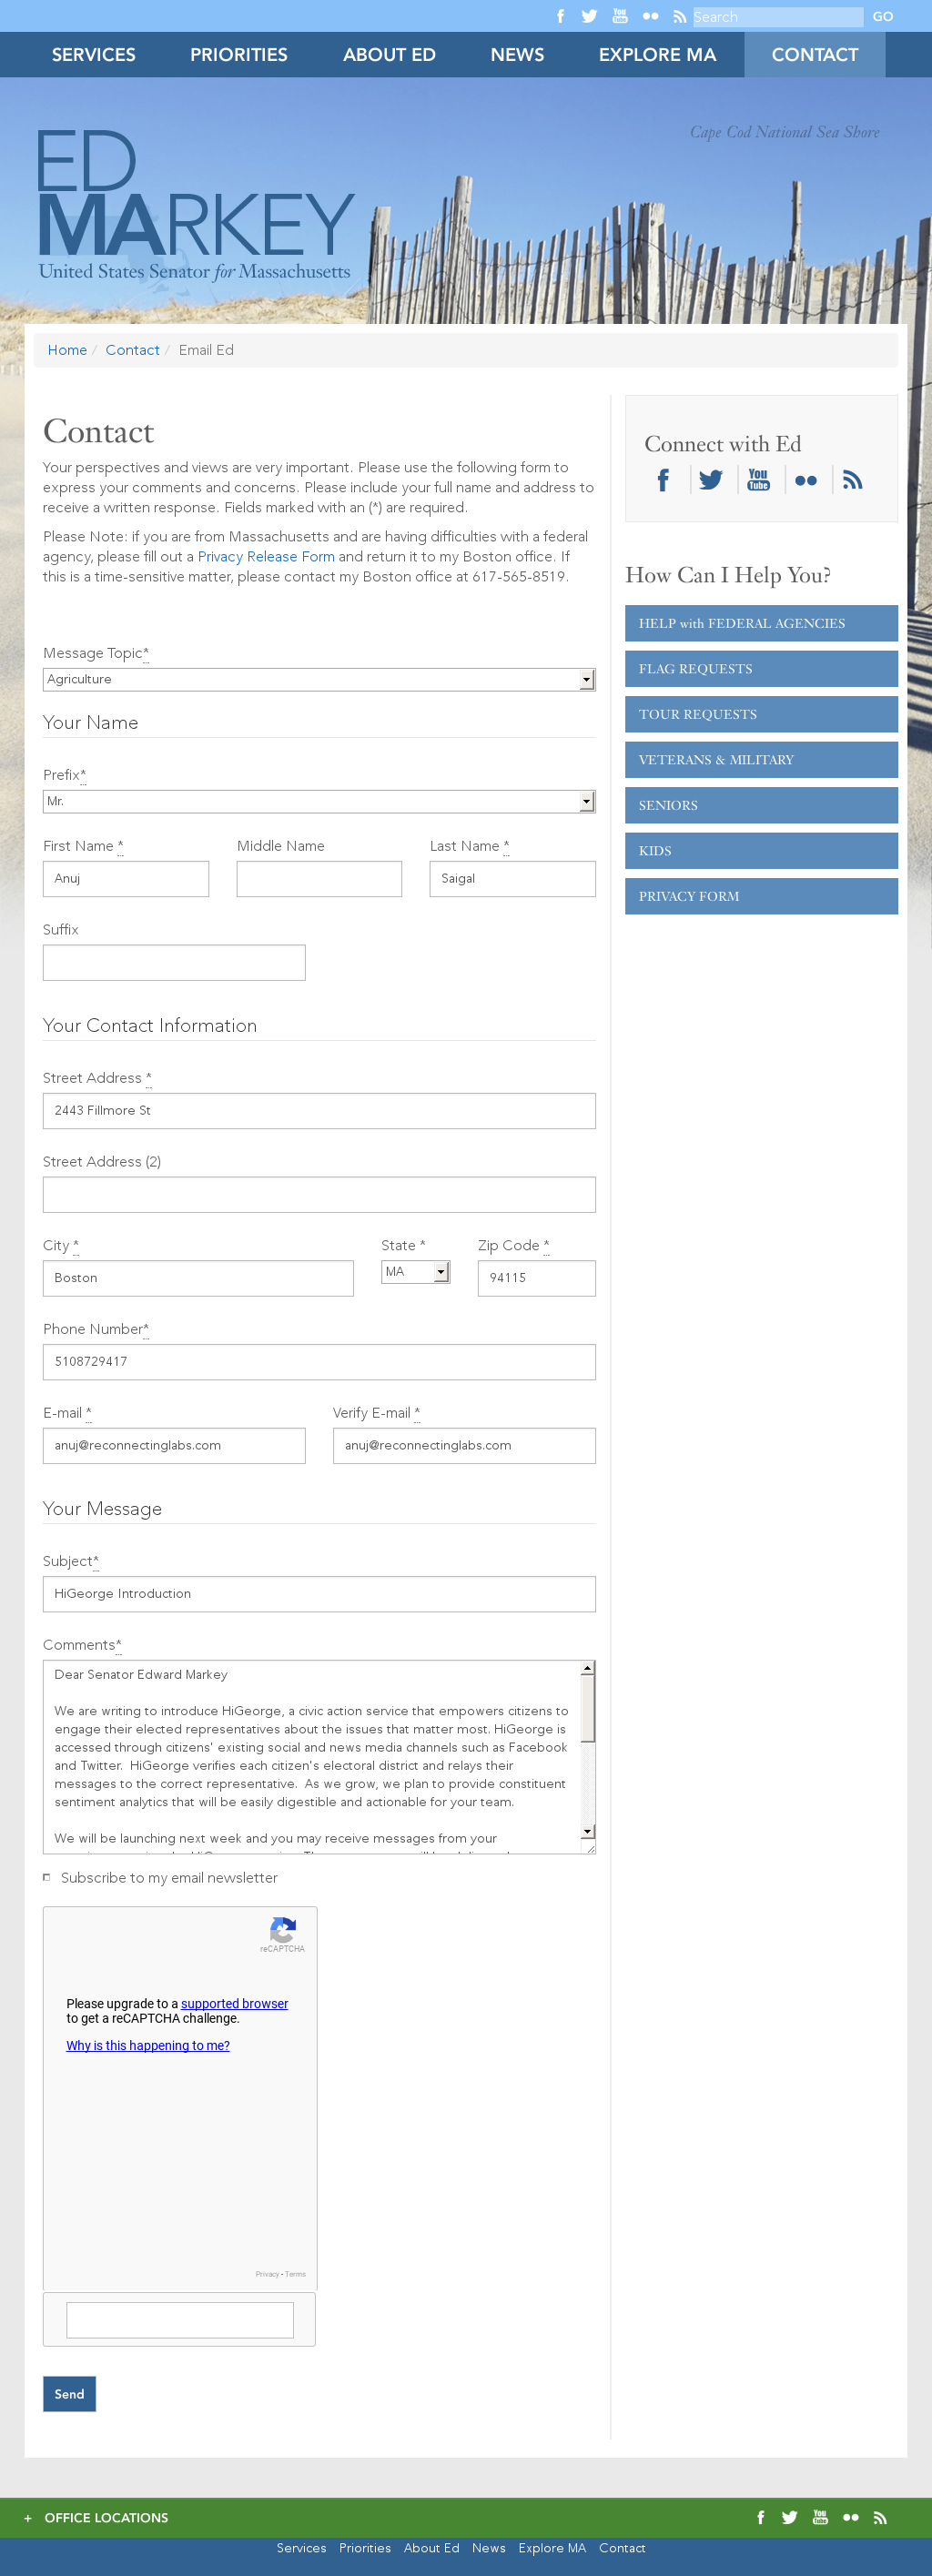 Search GO
SERVICES PRIORITIES ABOUT ED NEWS EXPLORE MA CONTACT
Cape Cod National Sea Shore
ED
MARKEY
United States Senator for Massachusetts
Home / Contact / Email Ed
Contact
Your perspectives and views are very important. Please use the following form to
express your comments and concerns. Please include your full name and address to
receive a written response. Fields marked with an (*) are required.
Please Note: if you are from Massachusetts and are having difficulties with a federal
agency, please fill out a Privacy Release Form and return it to my Boston office. If
this is a time-sensitive matter, please contact my Boston office at 617-565-8519.
Message Topic*
Agriculture
Your Name
Prefix*
Mr.
First Name * Middle Name Last Name *
Anuj Saigal
Suffix
Your Contact Information
Street Address *
2443 Fillmore St
Street Address (2)
City * State * Zip Code *
Boston MA 94115
Phone Number*
5108729417
E-mail * Verify E-mail *
anuj@reconnectinglabs.com anuj@reconnectinglabs.com
Your Message
Subject*
HiGeorge Introduction
Comments*
Dear Senator Edward Markey
We are writing to introduce HiGeorge, a civic action service that empowers citizens to
engage their elected representatives about the issues that matter most. HiGeorge is
accessed through citizens' existing social and news media channels such as Facebook
and Twitter.  HiGeorge verifies each citizen's electoral district and relays their
messages to the correct representative.  As we grow, we plan to provide constituent
sentiment analytics that will be easily digestible and actionable for your team.
We will be launching next week and you may receive messages from your
Subscribe to my email newsletter
reCAPTCHA
Please upgrade to a supported browser
to get a reCAPTCHA challenge.
Why is this happening to me?
Privacy - Terms
Send
Connect with Ed
You
Tube
How Can I Help You?
HELP with FEDERAL AGENCIES
FLAG REQUESTS
TOUR REQUESTS
VETERANS & MILITARY
SENIORS
KIDS
PRIVACY FORM
+ OFFICE LOCATIONS
Services Priorities About Ed News Explore MA Contact